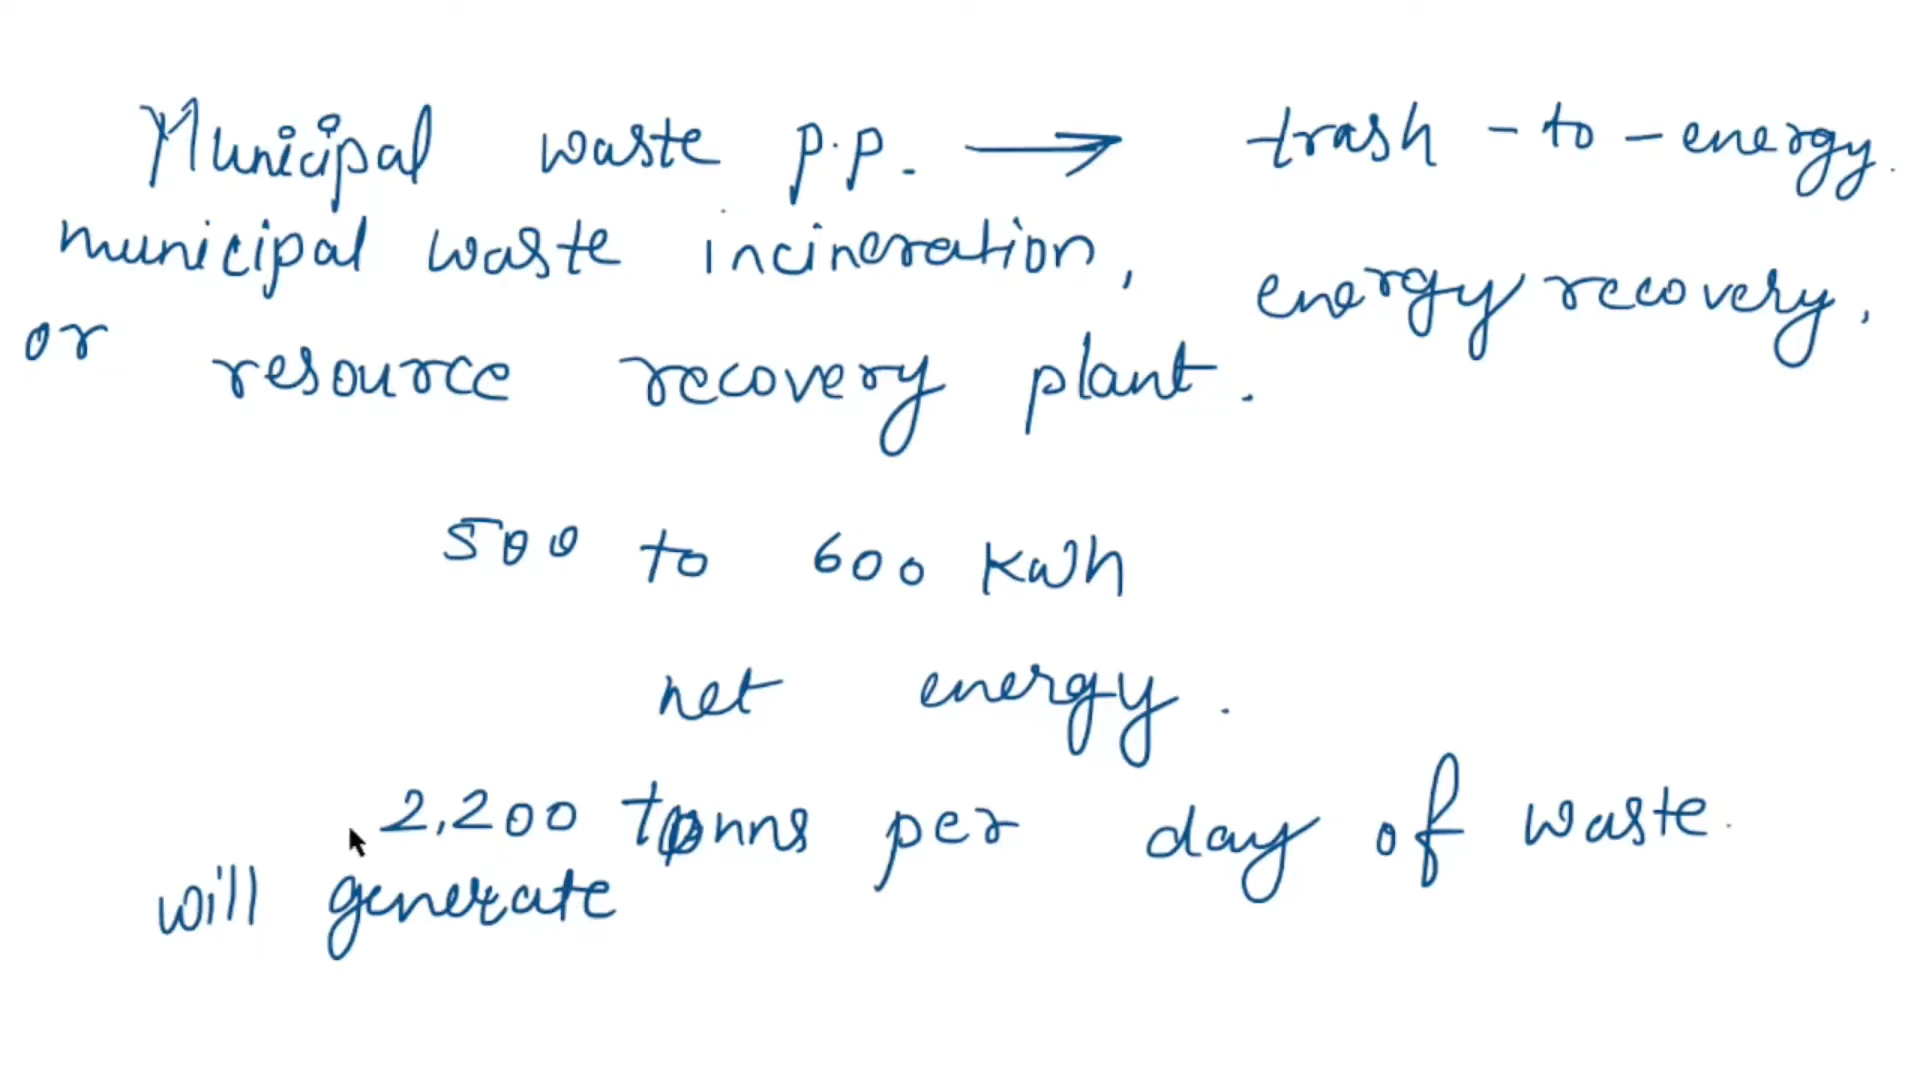 Municipal waste p.p. → trash-to-energy.
municipal waste incineration, energy recovery,
or resource recovery plant.
500 to 600 kWh
net energy.
2,200 tonns per day of waste.
will generate